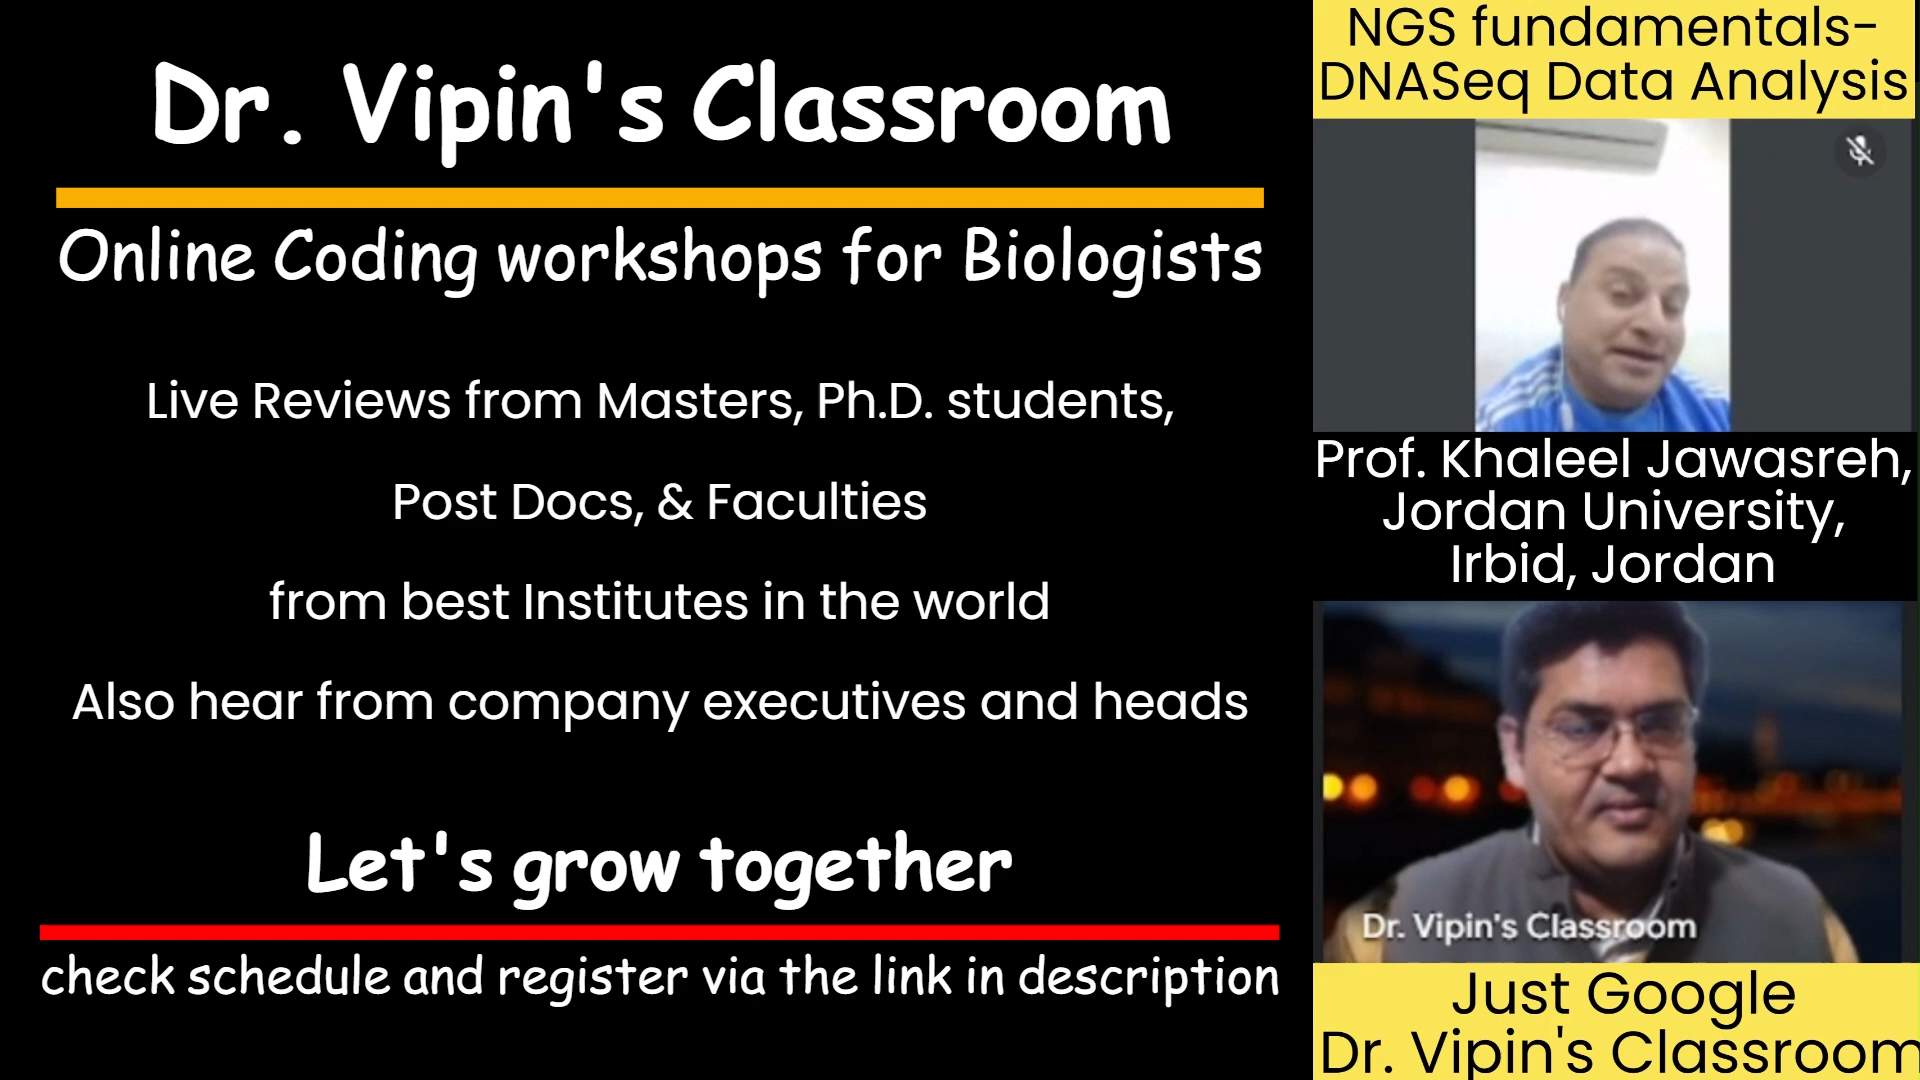 Dr. Vipin's Classroom
Online Coding workshops for Biologists
Live Reviews from Masters, Ph.D. students,
Post Docs, & Faculties
from best Institutes in the world
Also hear from company executives and heads
Let's grow together
check schedule and register via the link in description
NGS fundamentals-
DNASeq Data Analysis
Prof. Khaleel Jawasreh,
Jordan University,
Irbid, Jordan
Dr. Vipin's Classroom
Just Google
Dr. Vipin's Classroom